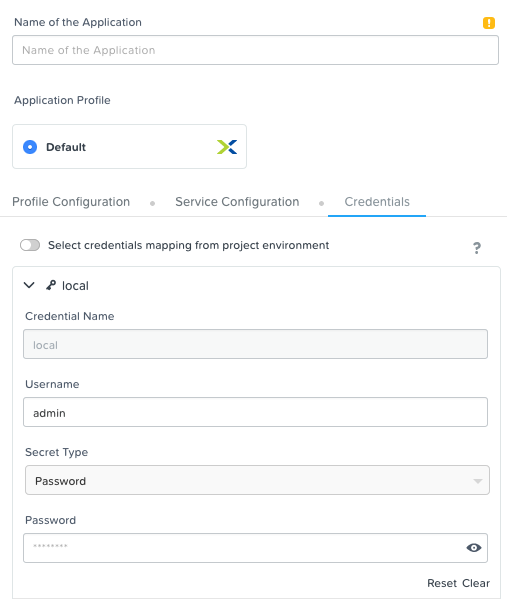 Name of the Application
Name of the Application
Application Profile
Default
Profile Configuration Service Configuration Credentials
Select credentials mapping from project environment ?
local
Credential Name
local
Username
admin
Secret Type
Password
Password
********
Reset Clear